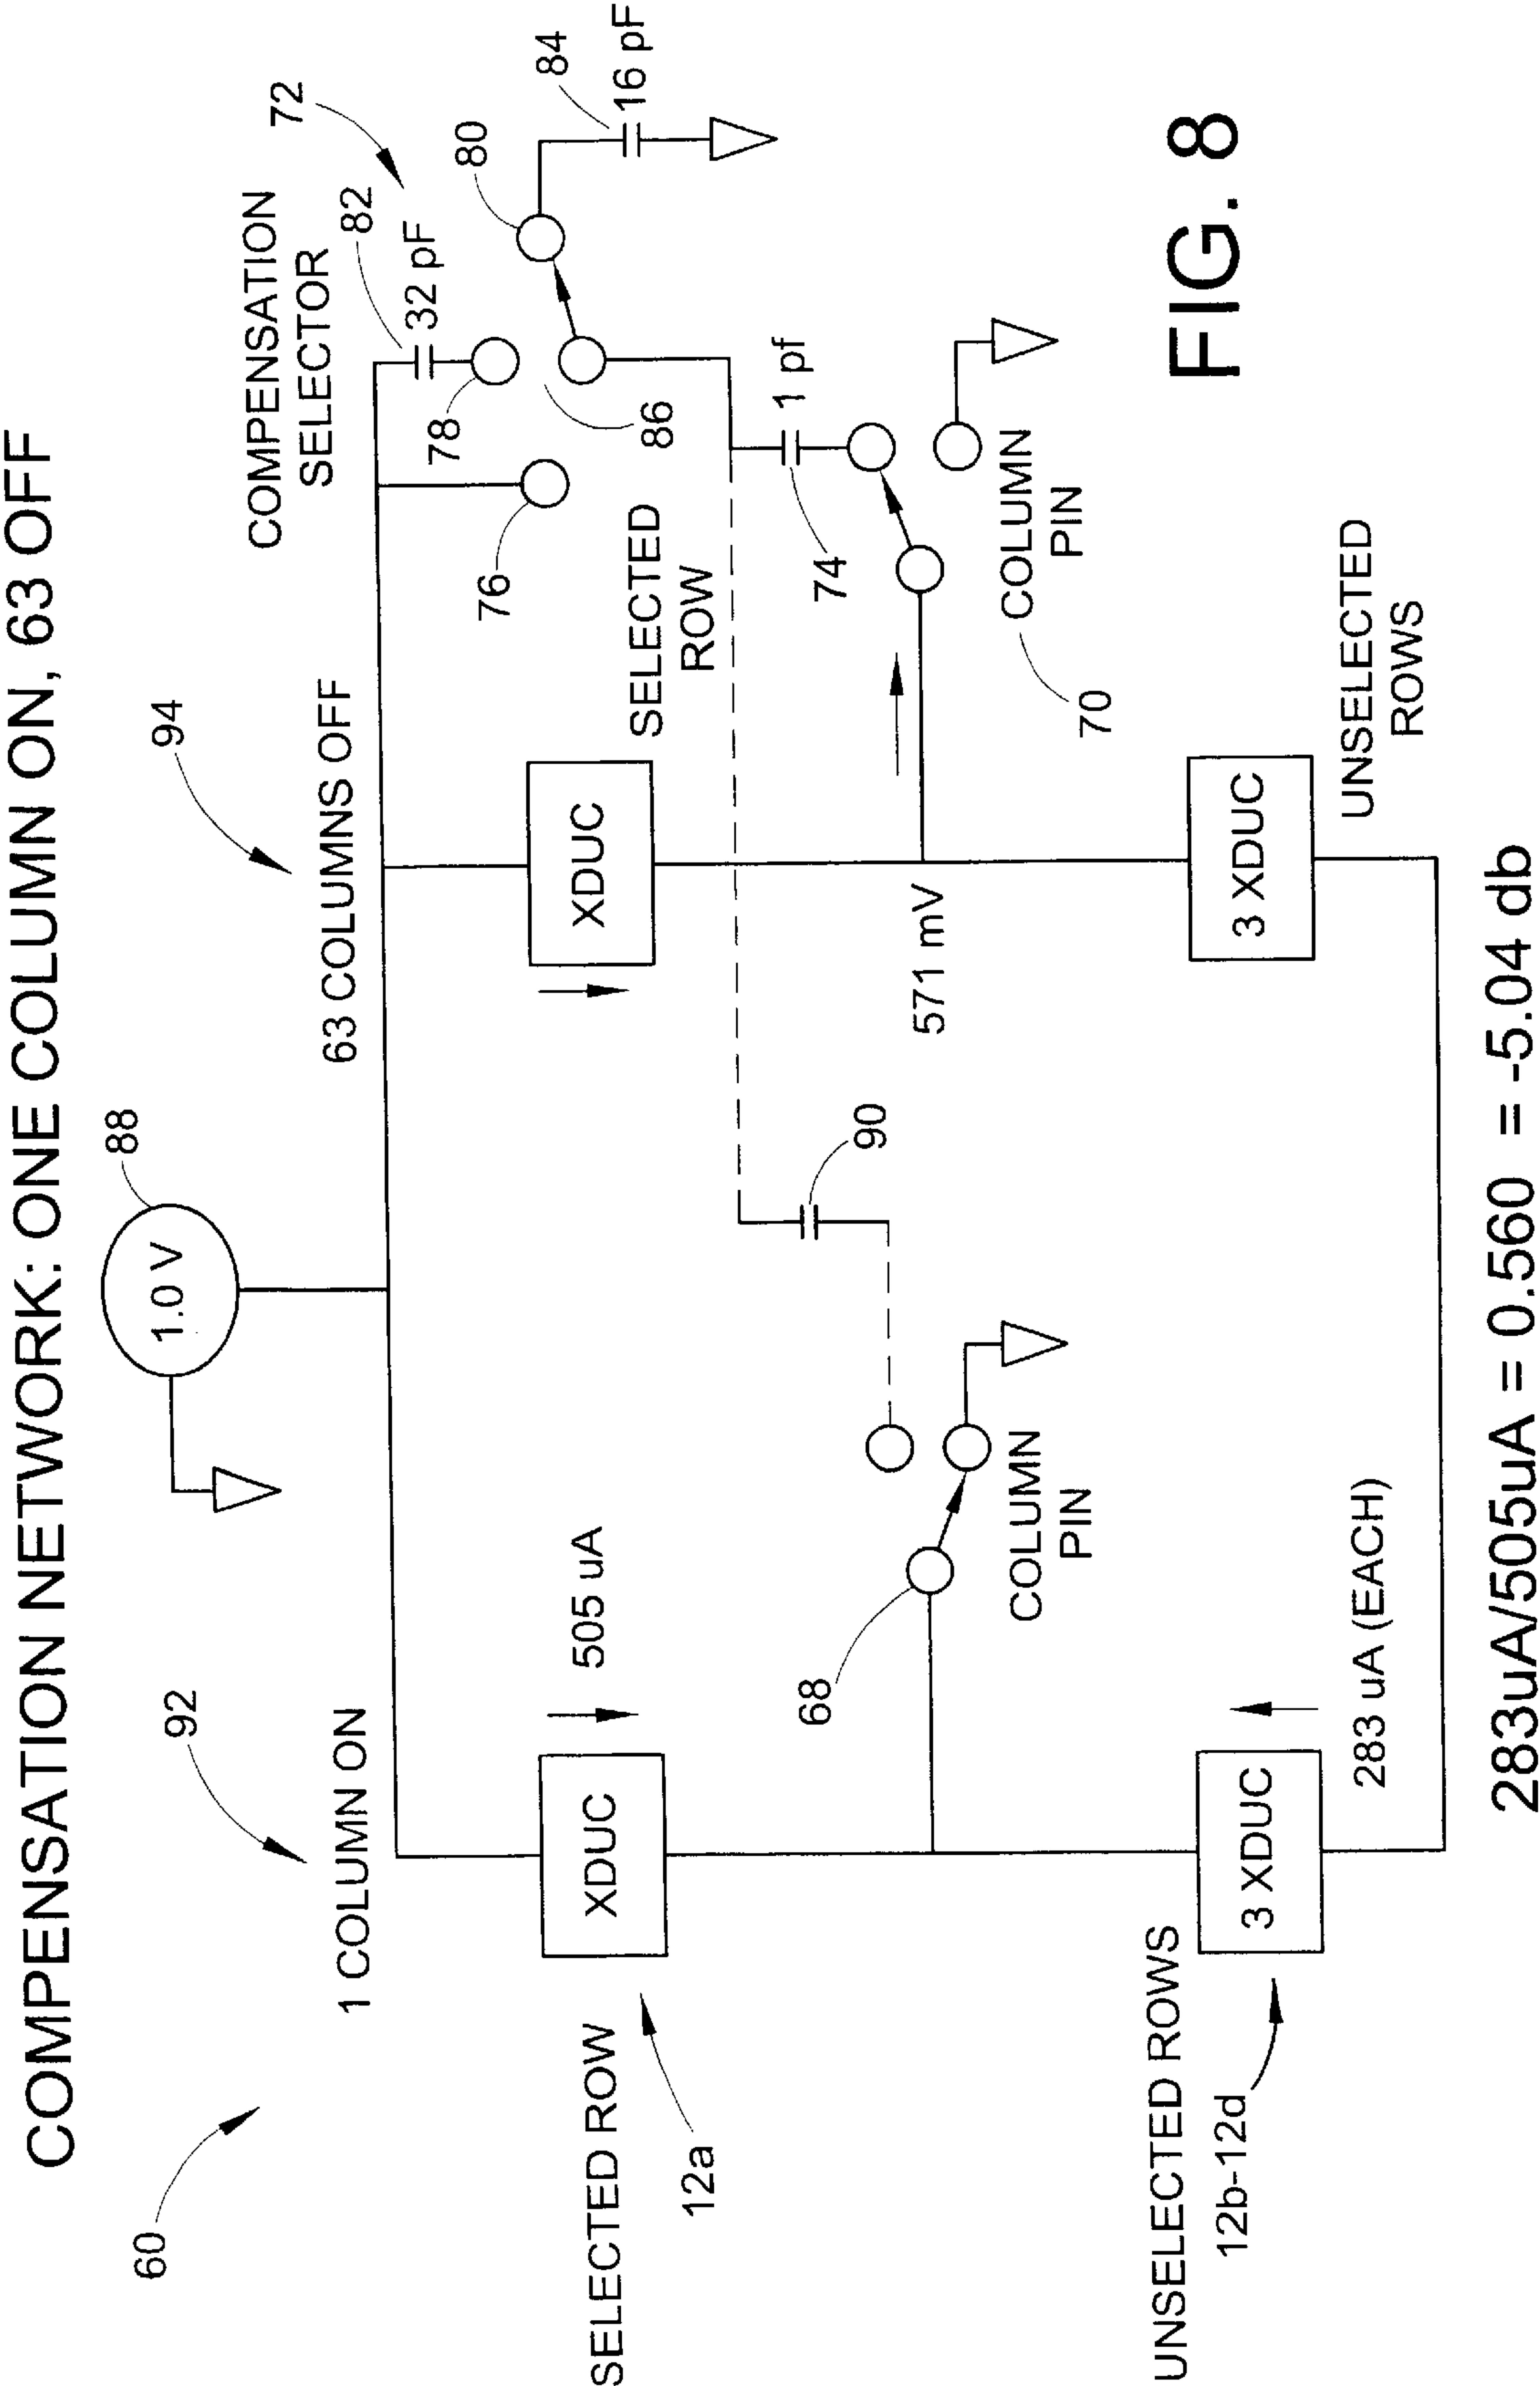 COMPENSATION NETWORK: ONE COLUMN ON, 63 OFF
60
92
88
94
72
1 COLUMN ON
1.0 V
63 COLUMNS OFF
COMPENSATION
SELECTOR
82
32 pF
84
16 pF
80
78
76
86
SELECTED ROW
12a
XDUC
505 uA
XDUC
SELECTED
ROW
90
74
1 pf
68
COLUMN
PIN
571 mV
COLUMN
PIN
70
UNSELECTED ROWS
12b-12d
3 XDUC
283 uA (EACH)
3 XDUC
UNSELECTED
ROWS
FIG. 8
283uA/505uA = 0.560 = -5.04 db